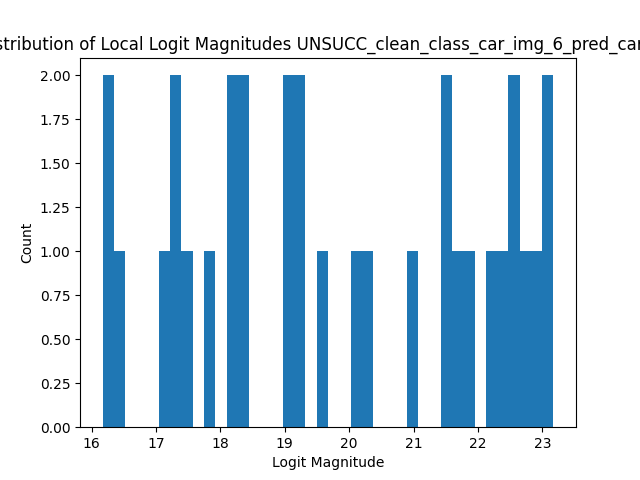 stribution of Local Logit Magnitudes UNSUCC_clean_class_car_img_6_pred_car
2.00
1.75
1.50
1.25
1.00
0.75
0.50
0.25
0.00
Count
16 17 18 19 20 21 22 23
Logit Magnitude